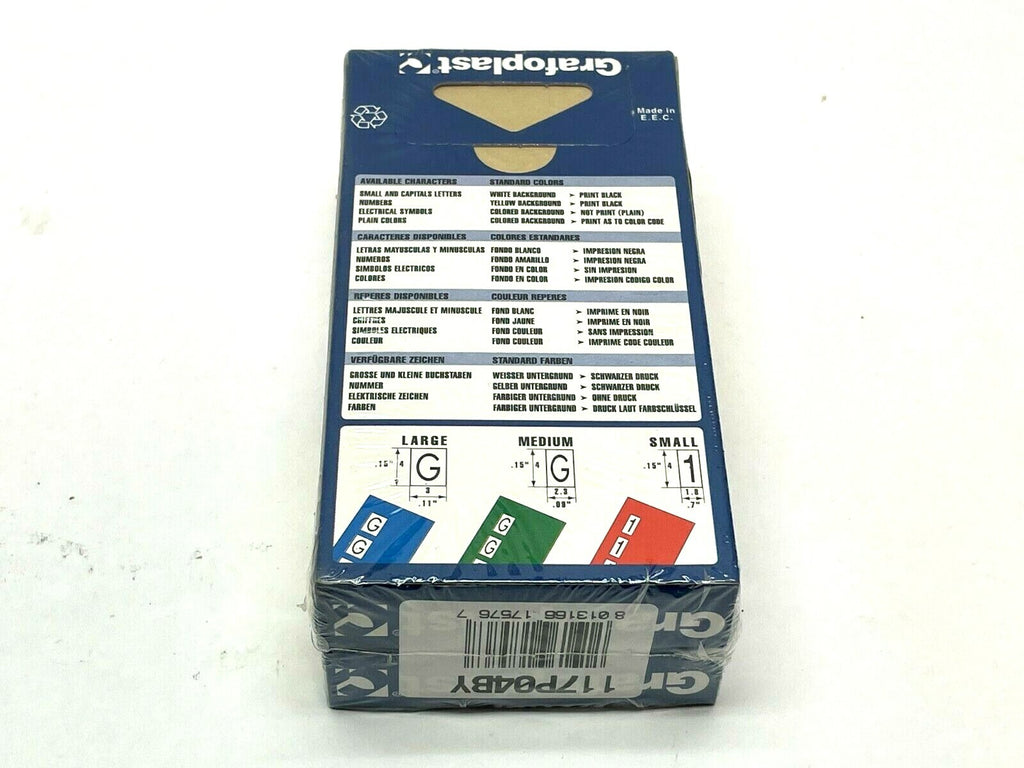 Grafoplast®
Made in
E.E.C.
AVAILABLE CHARACTERS STANDARD COLORS
SMALL AND CAPITALS LETTERS WHITE BACKGROUND ➤ PRINT BLACK
NUMBERS YELLOW BACKGROUND ➤ PRINT BLACK
ELECTRICAL SYMBOLS COLORED BACKGROUND ➤ NOT PRINT (PLAIN)
PLAIN COLORS COLORED BACKGROUND ➤ PRINT AS TO COLOR CODE
CARACTERES DISPONIBLES COLORES ESTANDARES
LETRAS MAYUSCULAS Y MINUSCULAS FONDO BLANCO ➤ IMPRESION NEGRA
NUMEROS FONDO AMARILLO ➤ IMPRESION NEGRA
SIMBOLOS ELECTRICOS FONDO EN COLOR ➤ SIN IMPRESION
COLORES FONDO EN COLOR ➤ IMPRESION CODIGO COLOR
REPERES DISPONIBLES COULEUR REPERES
LETTRES MAJUSCULE ET MINUSCULE FOND BLANC ➤ IMPRIME EN NOIR
CHIFFRES FOND JAUNE ➤ IMPRIME EN NOIR
SIMBOLES ELECTRIQUES FOND COULEUR ➤ SANS IMPRESSION
COULEUR FOND COULEUR ➤ IMPRIME CODE COULEUR
VERFÜGBARE ZEICHEN STANDARD FARBEN
GROSSE UND KLEINE BUCHSTABEN WEISSER UNTERGRUND ➤ SCHWARZER DRUCK
NUMMER GELBER UNTERGRUND ➤ SCHWARZER DRUCK
ELEKTRISCHE ZEICHEN FARBIGER UNTERGRUND ➤ OHNE DRUCK
FARBEN FARBIGER UNTERGRUND ➤ DRUCK LAUT FARBSCHLÜSSEL
LARGE MEDIUM SMALL
.15" 4 G .15" 4 G .15" 4 1
3 2.3 1.8
.11" .09" .7"
G G 1
G G 1
8 013166 17576 7
117P04BY